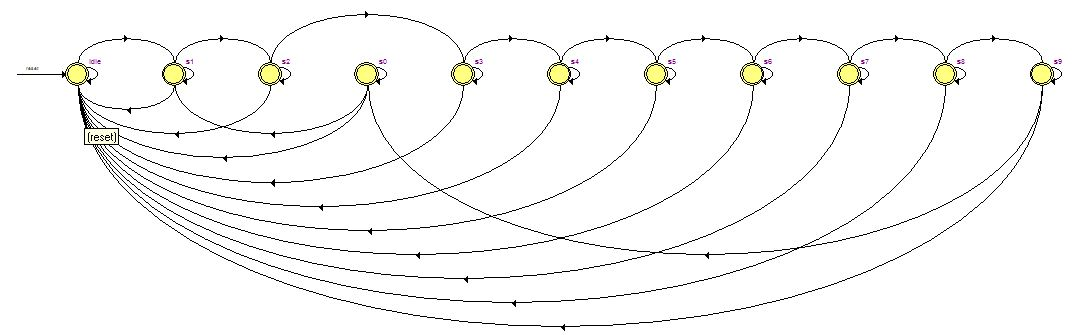 reset
Idle
s1
s2
s0
s3
s4
s5
s6
s7
s8
s9
{reset}